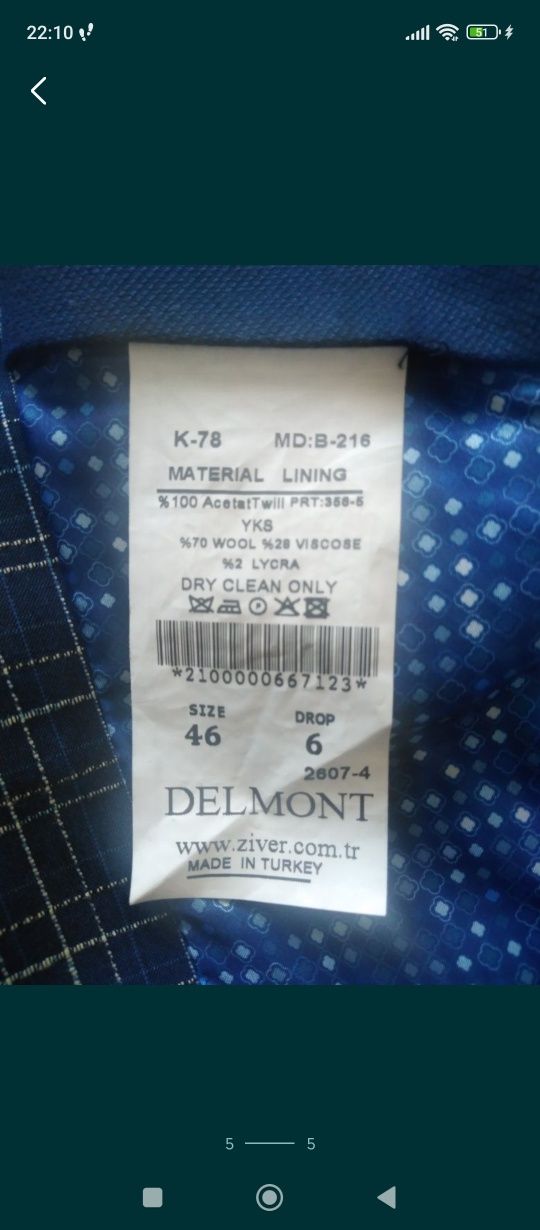 22:10
51
K-78 MD:B-216
MATERIAL LINING
%100 AcetatTwill PRT:356-5
YKS
%70 WOOL %28 VISCOSE
%2 LYCRA
DRY CLEAN ONLY
*2100000667123*
SIZE DROP
46 6
2607-4
DELMONT
www.ziver.com.tr
MADE IN TURKEY
5 5